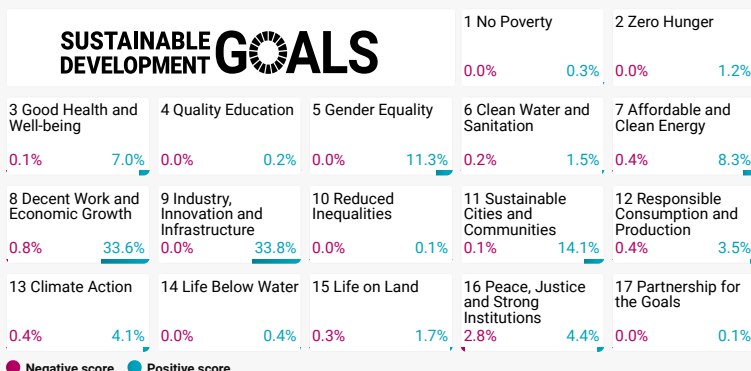 SUSTAINABLE
DEVELOPMENT
GOALS
1 No Poverty
0.0% 0.3%
2 Zero Hunger
0.0% 1.2%
3 Good Health and
Well-being
0.1% 7.0%
4 Quality Education
0.0% 0.2%
5 Gender Equality
0.0% 11.3%
6 Clean Water and
Sanitation
0.2% 1.5%
7 Affordable and
Clean Energy
0.4% 8.3%
8 Decent Work and
Economic Growth
0.8% 33.6%
9 Industry,
Innovation and
Infrastructure
0.0% 33.8%
10 Reduced
Inequalities
0.0% 0.1%
11 Sustainable
Cities and
Communities
0.1% 14.1%
12 Responsible
Consumption and
Production
0.4% 3.5%
13 Climate Action
0.4% 4.1%
14 Life Below Water
0.0% 0.4%
15 Life on Land
0.3% 1.7%
16 Peace, Justice
and Strong
Institutions
2.8% 4.4%
17 Partnership for
the Goals
0.0% 0.1%
Negative score Positive score